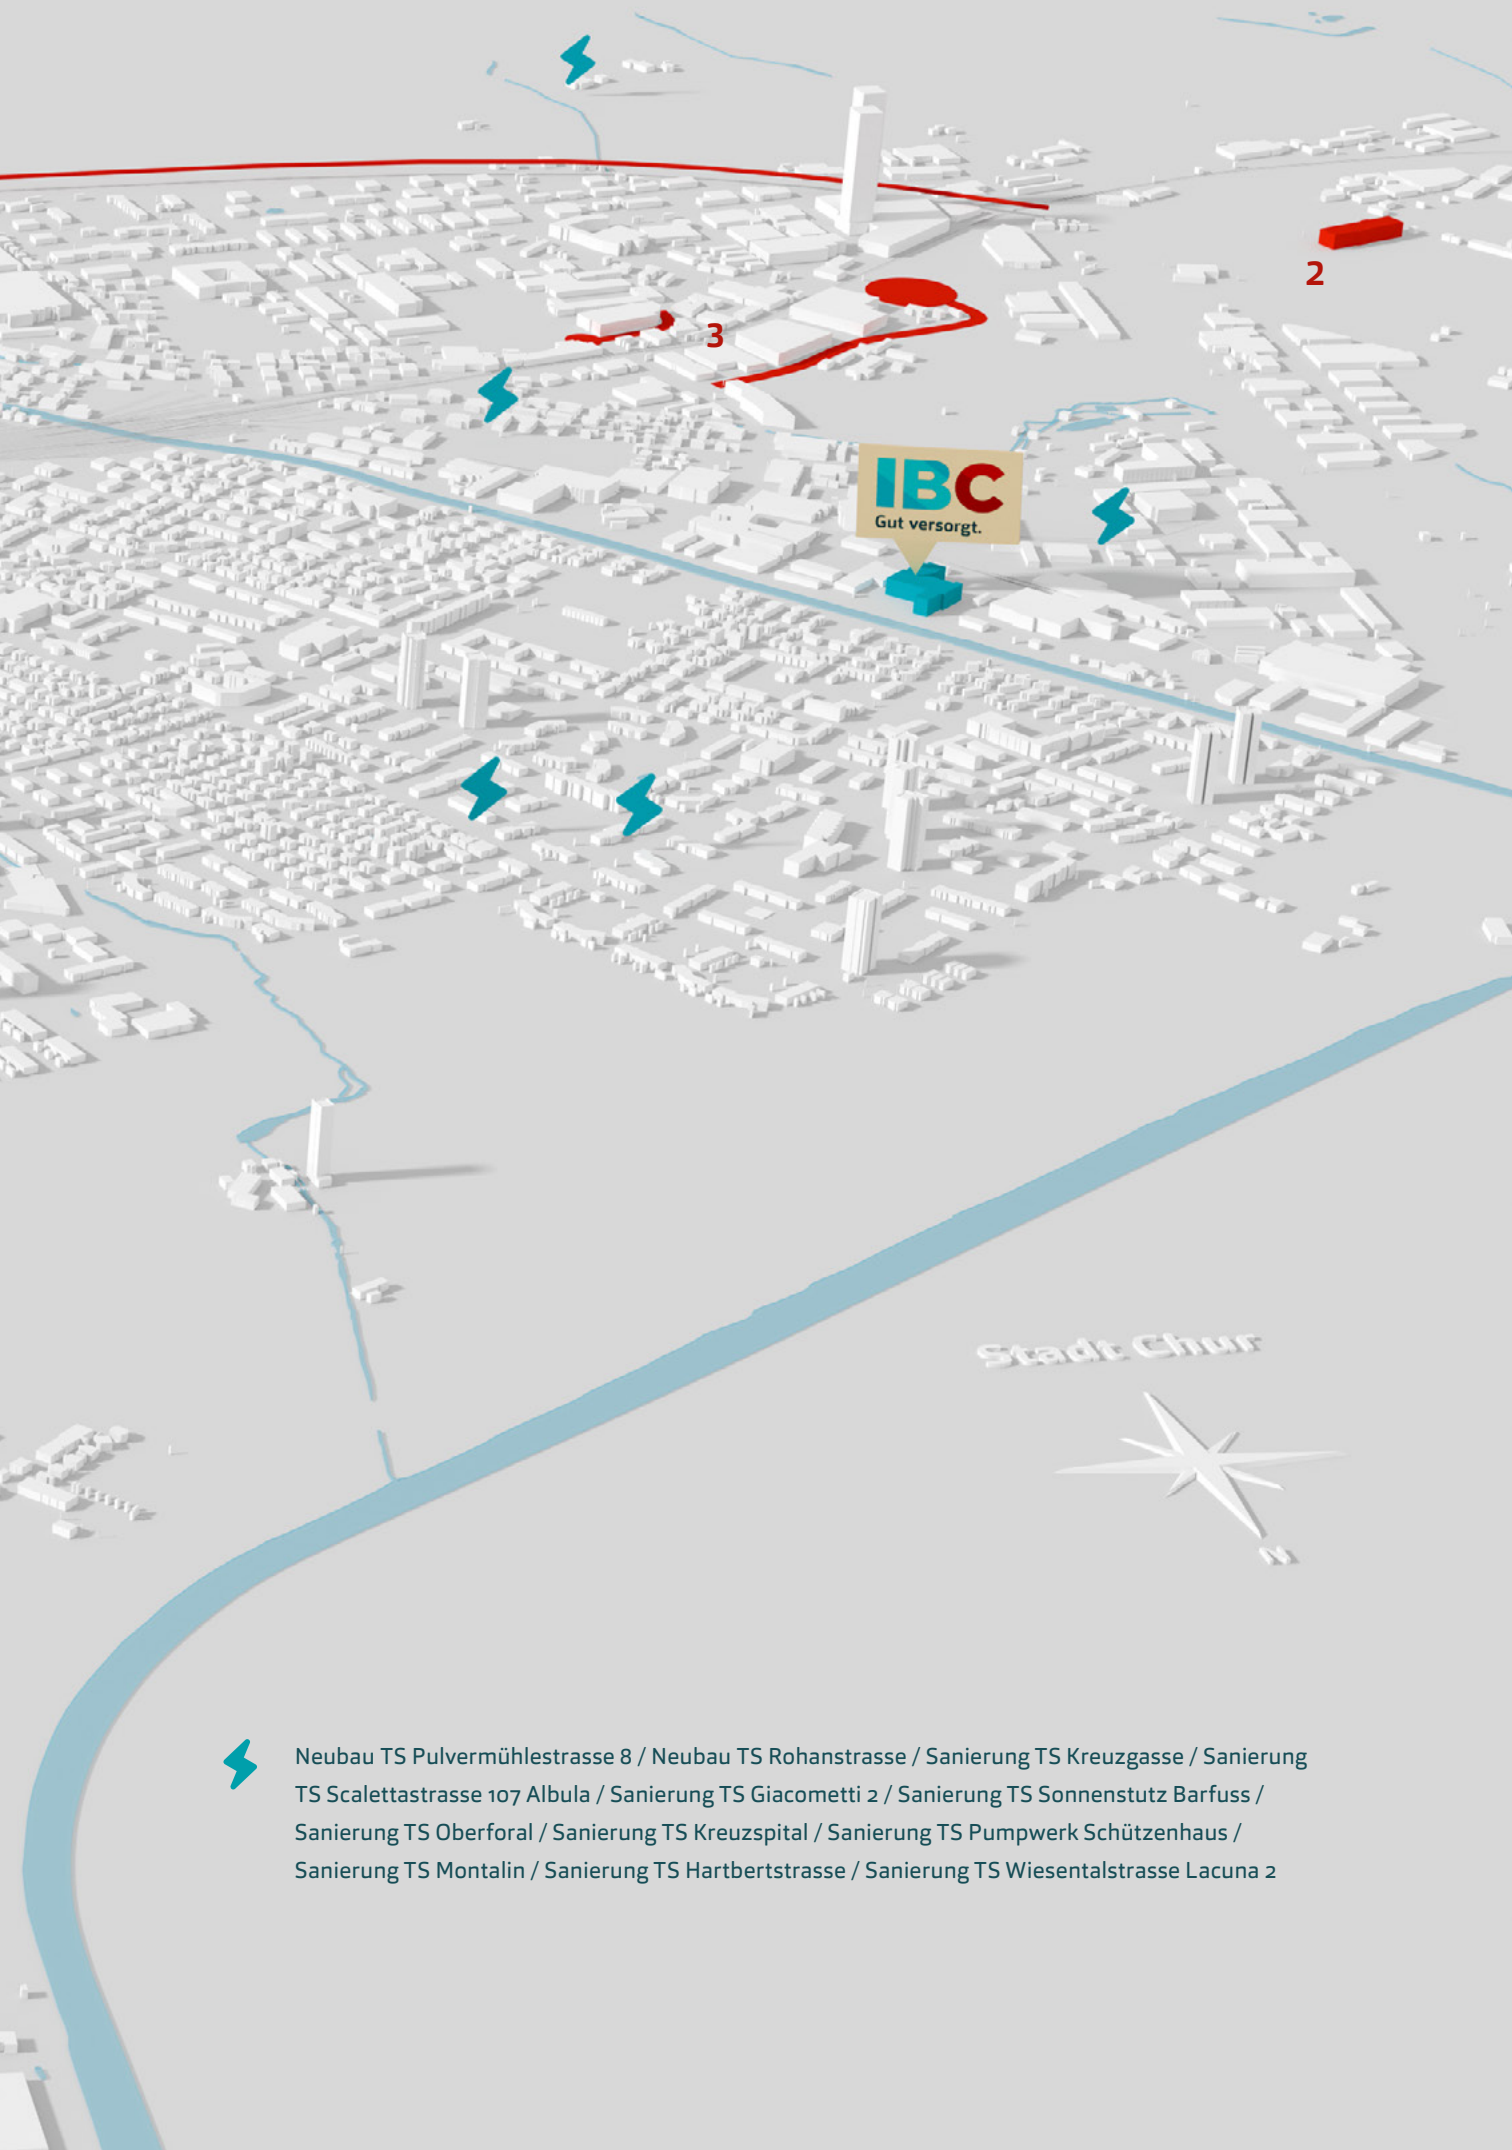 2
3
IBC
Gut versorgt.
Stadt Chur
N
Neubau TS Pulvermühlestrasse 8 / Neubau TS Rohanstrasse / Sanierung TS Kreuzgasse / Sanierung
TS Scalettastrasse 107 Albula / Sanierung TS Giacometti 2 / Sanierung TS Sonnenstutz Barfuss /
Sanierung TS Oberforal / Sanierung TS Kreuzspital / Sanierung TS Pumpwerk Schützenhaus /
Sanierung TS Montalin / Sanierung TS Hartbertstrasse / Sanierung TS Wiesentalstrasse Lacuna 2